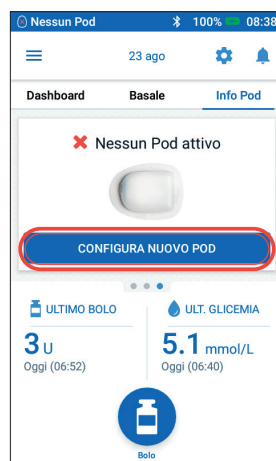 Nessun Pod 100% 08:38
23 ago
Dashboard Basale Info Pod
Nessun Pod attivo
CONFIGURA NUOVO POD
ULTIMO BOLO ULT. GLICEMIA
3 U 5.1 mmol/L
Oggi (06:52) Oggi (06:40)
Bolo